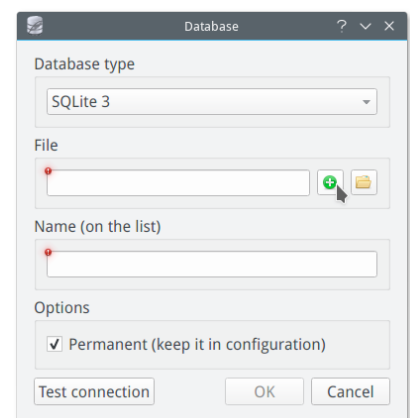 Database
Database type
SQLite 3
File
Name (on the list)
Options
Permanent (keep it in configuration)
Test connection
OK
Cancel